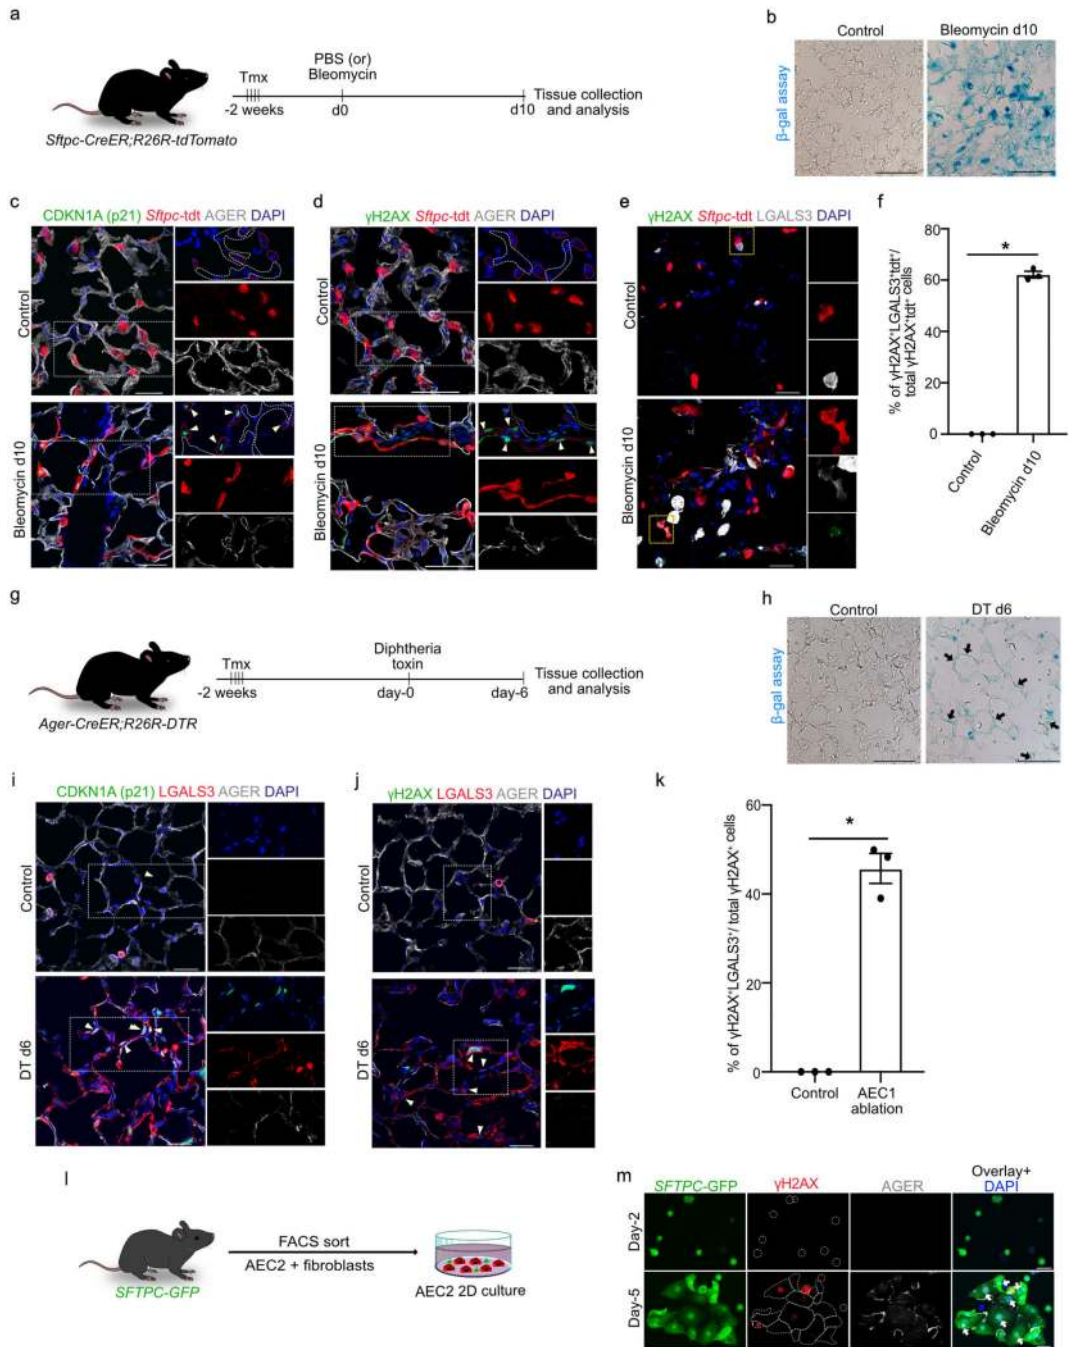 a
Tmx
-2 weeks
PBS (or)
Bleomycin
d0
d10
Tissue collection
and analysis
Sftpc-CreER;R26R-tdTomato
b
Control
Bleomycin d10
β-gal assay
c
CDKN1A (p21) Sftpc-tdt AGER DAPI
Control
Bleomycin d10
d
γH2AX Sftpc-tdt AGER DAPI
Control
Bleomycin d10
e
γH2AX Sftpc-tdt LGALS3 DAPI
Control
Bleomycin d10
f
% of γH2AX⁺LGALS3⁺tdt⁺/
total γH2AX⁺tdt⁺ cells
80
60
40
20
0
*
Control
Bleomycin d10
g
Tmx
-2 weeks
Diphtheria
toxin
day-0
day-6
Tissue collection
and analysis
Ager-CreER;R26R-DTR
h
Control
DT d6
β-gal assay
i
CDKN1A (p21) LGALS3 AGER DAPI
Control
DT d6
j
γH2AX LGALS3 AGER DAPI
Control
DT d6
k
% of γH2AX⁺LGALS3⁺/ total γH2AX⁺ cells
60
40
20
0
*
Control
AEC1
ablation
l
SFTPC-GFP
FACS sort
AEC2 + fibroblasts
AEC2 2D culture
m
SFTPC-GFP
γH2AX
AGER
Overlay+
DAPI
Day-2
Day-5